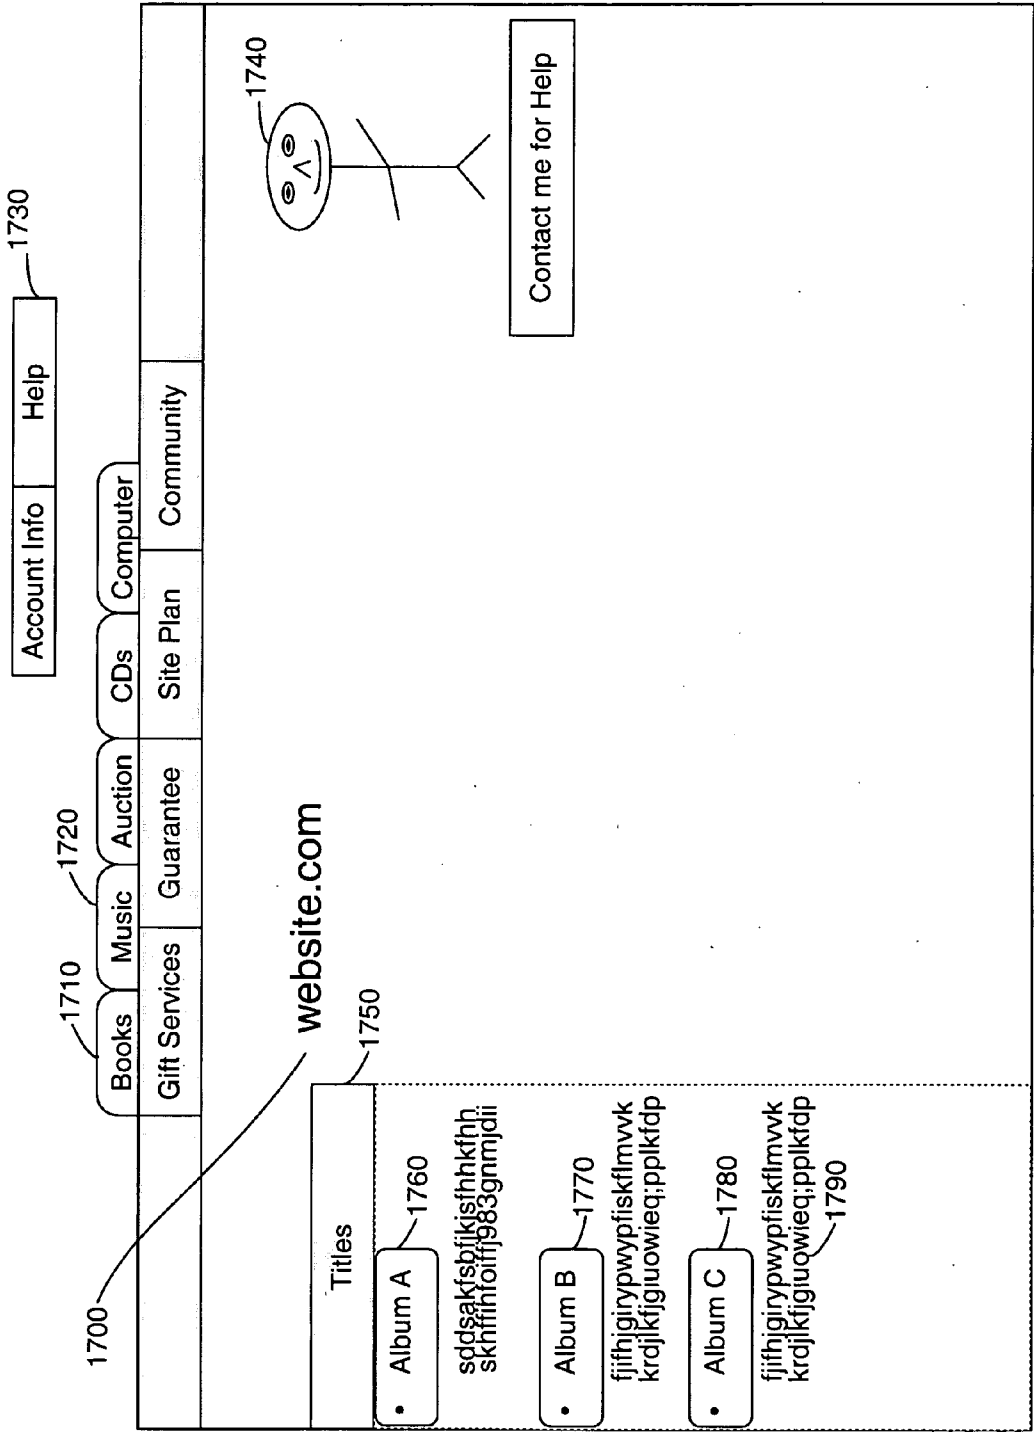 1730
Account Info Help
1710 1720
Books Music Auction CDs Computer
Gift Services Guarantee Site Plan Community
1700
website.com
1740
Contact me for Help
1750
Titles
• Album A
1760
sddsakfsbfjkjsfhhkfhh
skhffihfoiffj983gnmjdii
• Album B
1770
fjifhjgirypwypfiskflmvvk
krdjlkfjgiuowieq;pplkfdp
• Album C
1780
fjifhjgirypwypfiskflmvvk
krdjlkfjgiuowieq;pplkfdp
1790